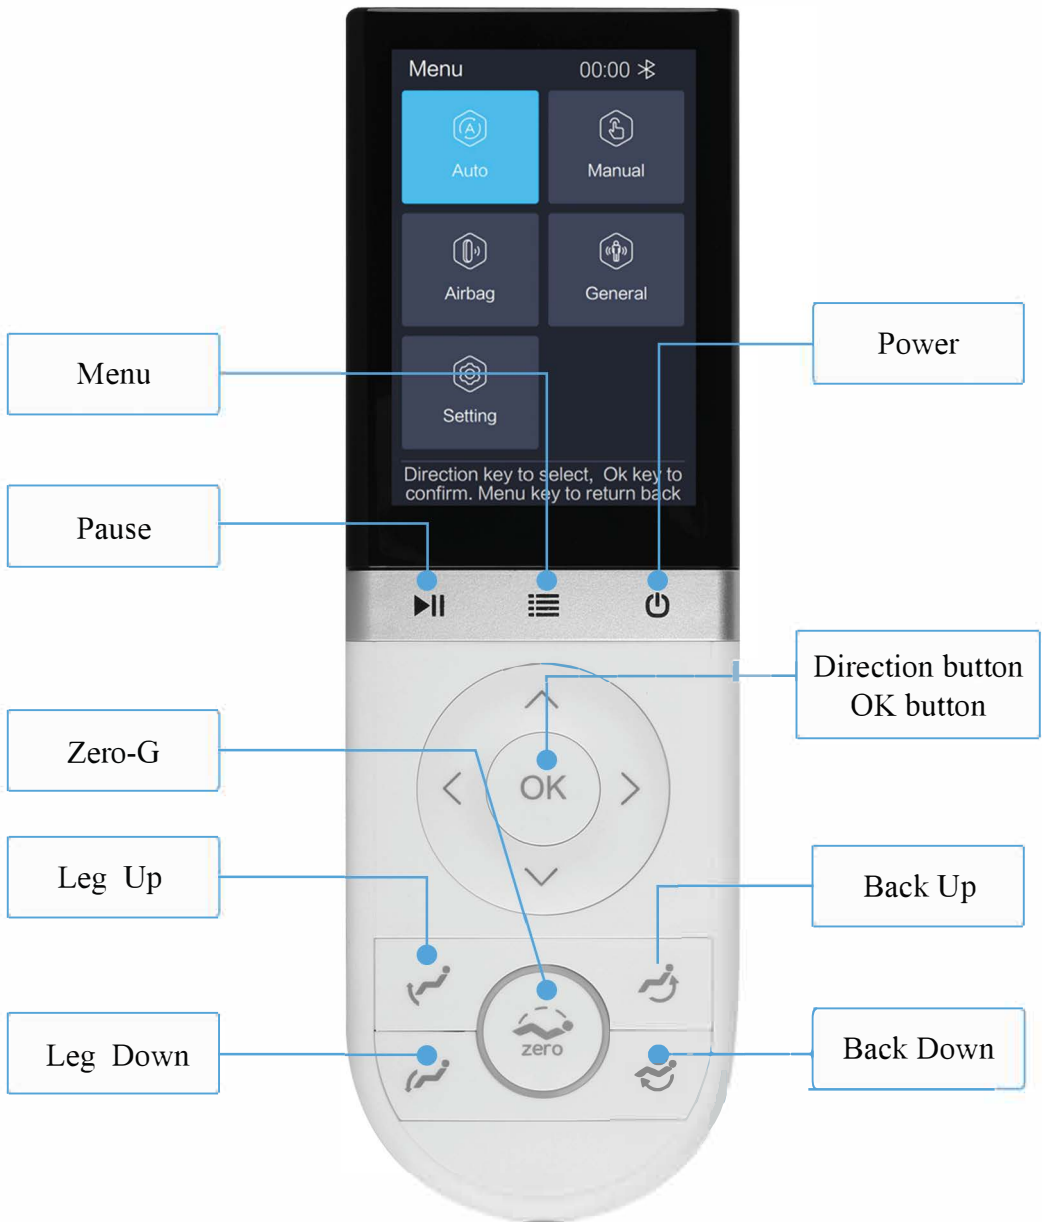 Menu 00:00
Auto
Manual
Airbag
General
Setting
Direction key to select, Ok key to
confirm. Menu key to return back
Menu
Power
Pause
Direction button
OK button
Zero-G
OK
Leg Up
Back Up
zero
Leg Down
Back Down